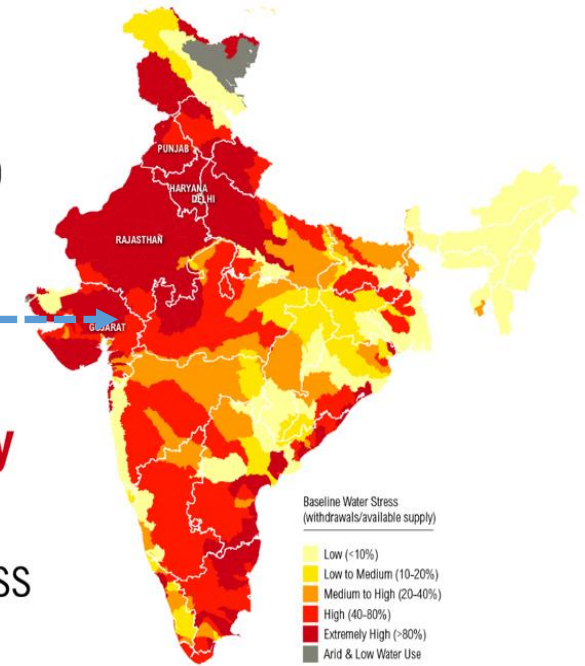 )
PUNJAB
HARYANA
DELHI
RAJASTHAN
GUJARAT
y
ss
Baseline Water Stress
(withdrawals/available supply)
Low (<10%)
Low to Medium (10-20%)
Medium to High (20-40%)
High (40-80%)
Extremely High (>80%)
Arid & Low Water Use